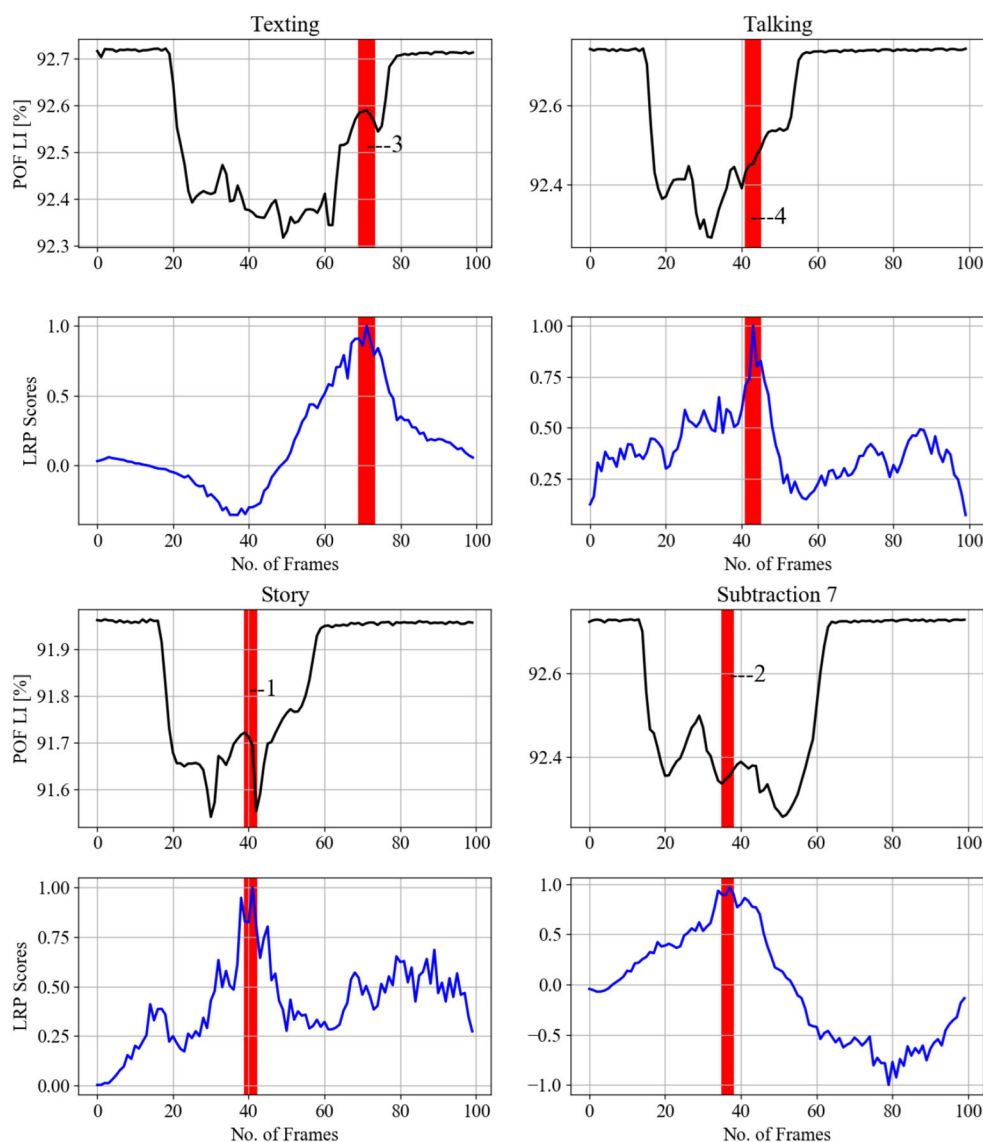 Texting
Talking
POF LI [%]
92.7
92.6
92.5
92.4
92.3
---3
0 20 40 60 80 100
92.6
92.4
---4
0 20 40 60 80 100
LRP Scores
1.0
0.5
0.0
0 20 40 60 80 100
No. of Frames
1.00
0.75
0.50
0.25
0 20 40 60 80 100
No. of Frames
Story
Subtraction 7
POF LI [%]
91.9
91.8
91.7
91.6
---1
0 20 40 60 80 100
92.6
92.4
---2
0 20 40 60 80 100
LRP Scores
1.00
0.75
0.50
0.25
0.00
0 20 40 60 80 100
No. of Frames
1.0
0.5
0.0
−0.5
−1.0
0 20 40 60 80 100
No. of Frames